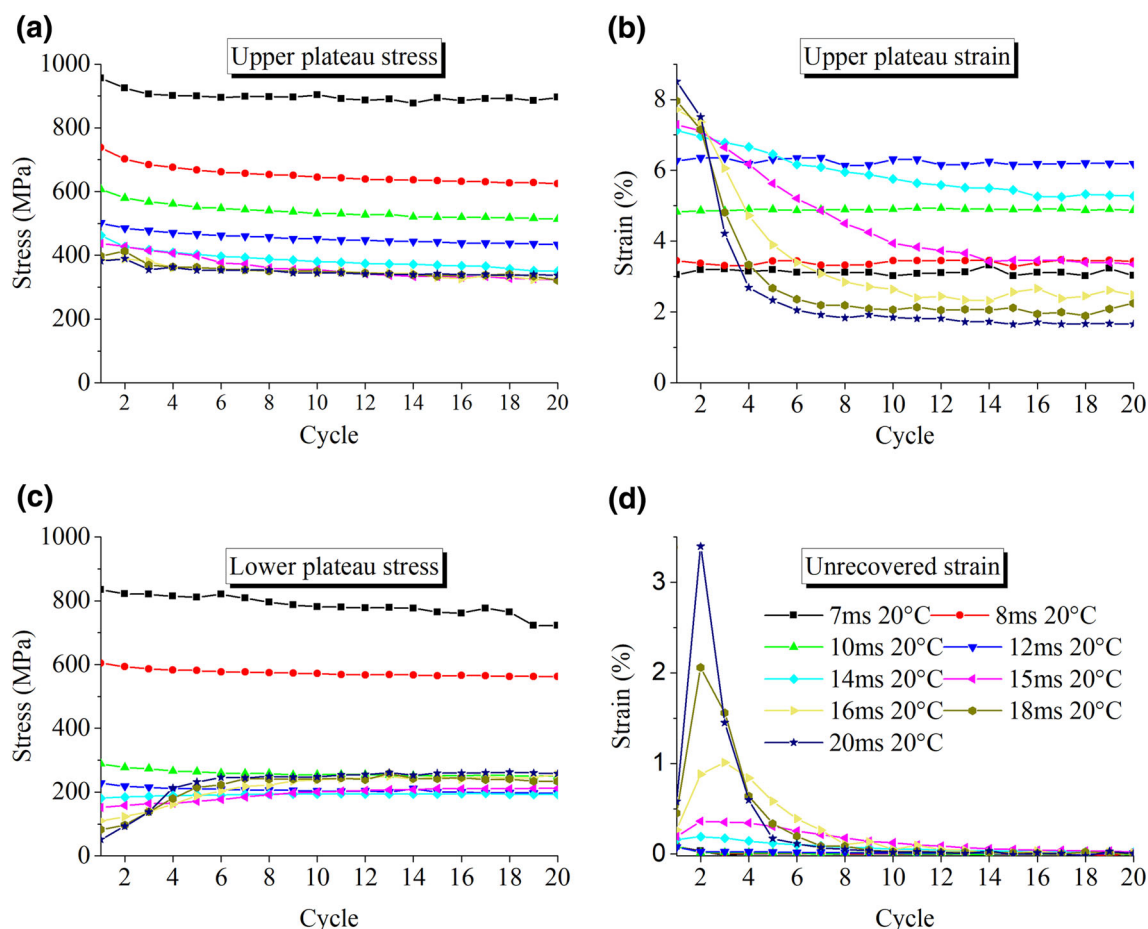 (a)
Upper plateau stress
1000
800
600
400
200
0
Stress (MPa)
2 4 6 8 10 12 14 16 18 20
Cycle
(b)
Upper plateau strain
8
6
4
2
0
Strain (%)
2 4 6 8 10 12 14 16 18 20
Cycle
(c)
Lower plateau stress
1000
800
600
400
200
0
Stress (MPa)
2 4 6 8 10 12 14 16 18 20
Cycle
(d)
Unrecovered strain
3
2
1
0
Strain (%)
7ms 20°C 8ms 20°C
10ms 20°C 12ms 20°C
14ms 20°C 15ms 20°C
16ms 20°C 18ms 20°C
20ms 20°C
2 4 6 8 10 12 14 16 18 20
Cycle